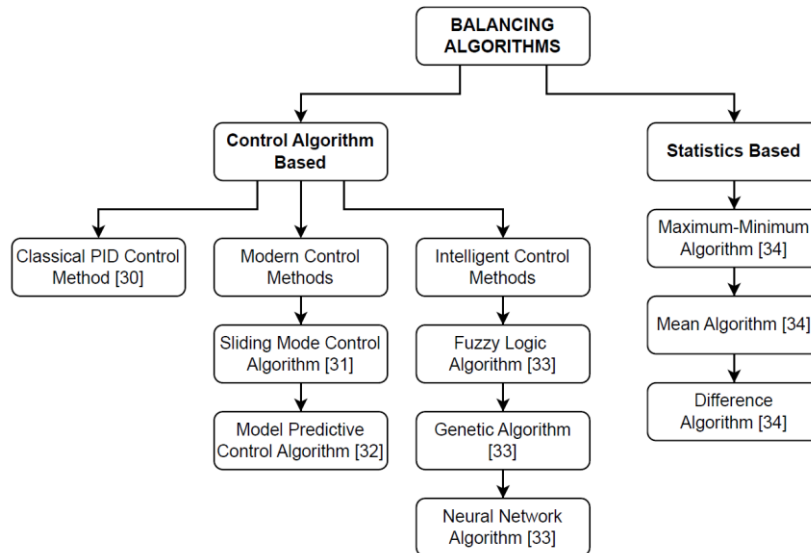 BALANCING
ALGORITHMS
Control Algorithm
Based
Statistics Based
Classical PID Control
Method [30]
Modern Control
Methods
Intelligent Control
Methods
Maximum-Minimum
Algorithm [34]
Sliding Mode Control
Algorithm [31]
Fuzzy Logic
Algorithm [33]
Mean Algorithm [34]
Model Predictive
Control Algorithm [32]
Genetic Algorithm
[33]
Difference
Algorithm [34]
Neural Network
Algorithm [33]